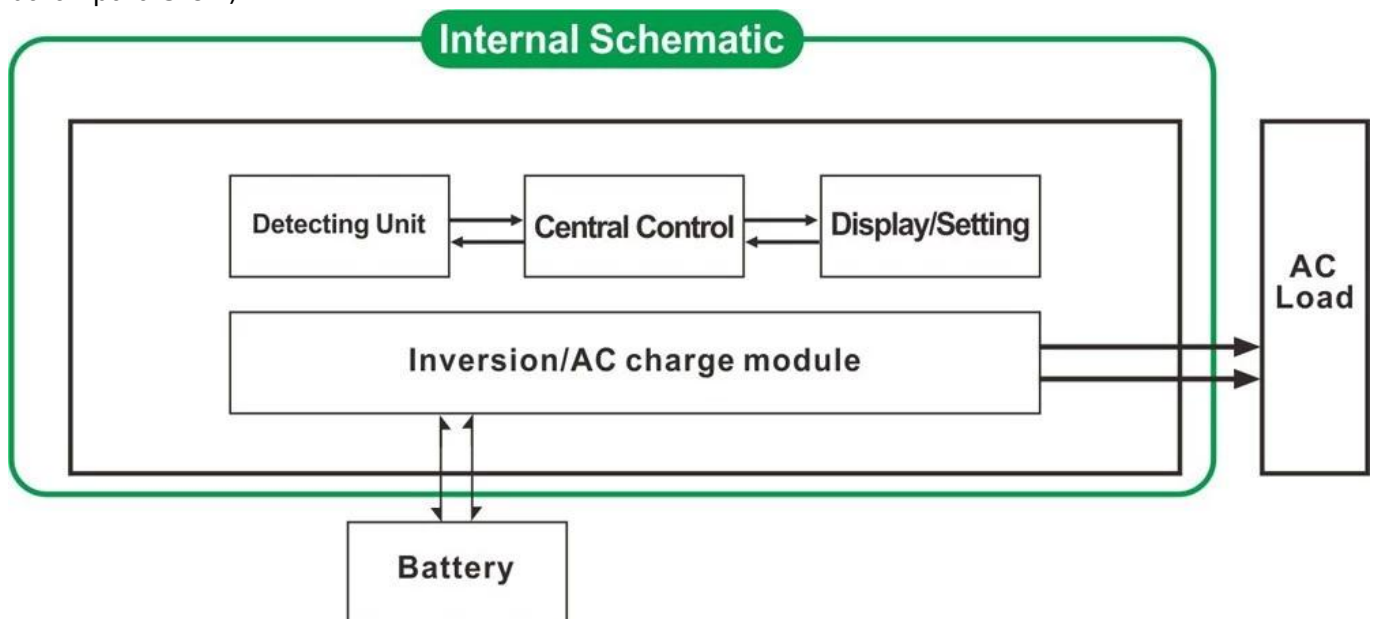 Internal Schematic
Detecting Unit
Central Control
Display/Setting
AC
Load
Inversion/AC charge module
Battery